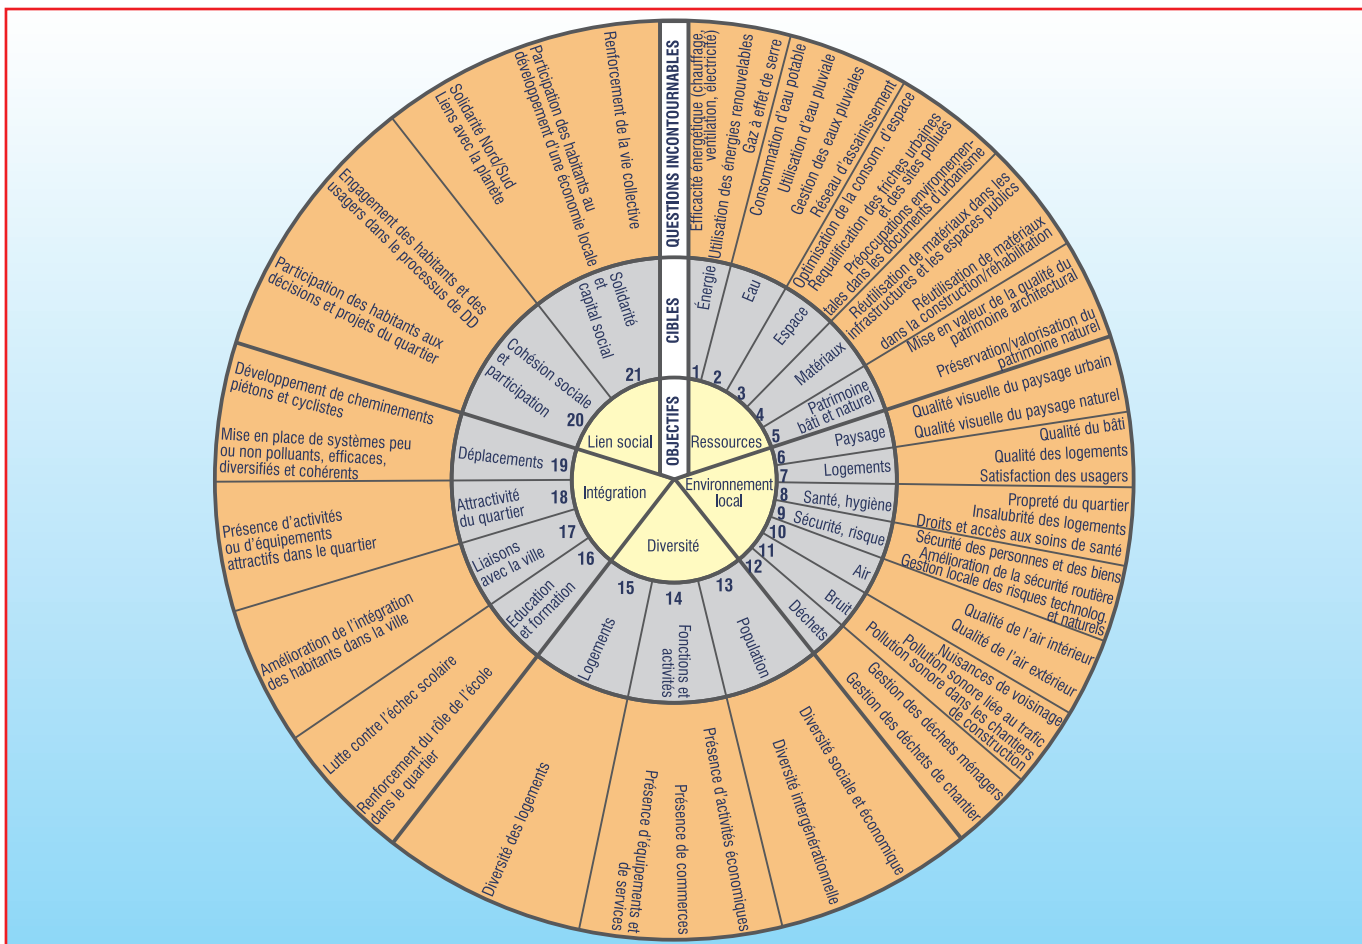 QUESTIONS INCONTOURNABLES
CIBLES
OBJECTIFS
Ressources
1
Énergie
Efficacité énergétique (chauffage,
ventilation, électricité)
Utilisation des énergies renouvelables
Gaz à effet de serre
2
Eau
Consommation d'eau potable
Utilisation d'eau pluviale
Gestion des eaux pluviales
Réseau d'assainissement
3
Espace
Optimisation de la consom. d'espace
Requalification des friches urbaines
et des sites pollués
Préoccupations environnemen-
tales dans les documents d'urbanisme
4
Matériaux
Réutilisation de matériaux dans les
infrastructures et les espaces publics
Réutilisation de matériaux
dans la construction/réhabilitation
5
Patrimoine
bâti et naturel
Mise en valeur de la qualité du
patrimoine architectural
Préservation/valorisation du
patrimoine naturel
Environnement
local
6
Paysage
Qualité visuelle du paysage urbain
Qualité visuelle du paysage naturel
7
Logements
Qualité du bâti
Qualité des logements
Satisfaction des usagers
8
Santé, hygiène
Propreté du quartier
Insalubrité des logements
Droits et accès aux soins de santé
9
Sécurité, risque
Sécurité des personnes et des biens
Amélioration de la sécurité routière
Gestion locale des risques technolog.
et naturels
10
Air
Qualité de l'air intérieur
Qualité de l'air extérieur
11
Bruit
Nuisances de voisinage
Pollution sonore liée au trafic
Pollution sonore dans les chantiers
de construction
12
Déchets
Gestion des déchets ménagers
Gestion des déchets de chantier
Diversité
13
Population
Diversité sociale et économique
Diversité intergénérationnelle
14
Fonctions et
activités
Présence d'activités économiques
Présence de commerces
Présence d'équipements et
de services
15
Logements
Diversité des logements
Intégration
16
Education
et formation
Renforcement du rôle de l'école
dans le quartier
Lutte contre l'échec scolaire
17
Liaisons
avec la ville
Amélioration de l'intégration
des habitants dans la ville
18
Attractivité
du quartier
Présence d'activités
ou d'équipements
attractifs dans le quartier
19
Déplacements
Mise en place de systèmes peu
ou non polluants, efficaces,
diversifiés et cohérents
Développement de cheminements
piétons et cyclistes
Lien social
20
Cohésion sociale
et
participation
Participation des habitants aux
décisions et projets du quartier
Engagement des habitants et des
usagers dans le processus de DD
21
Solidarité
et
capital social
Solidarité Nord/Sud
Liens avec la planète
Participation des habitants au
développement d'une économie locale
Renforcement de la vie collective